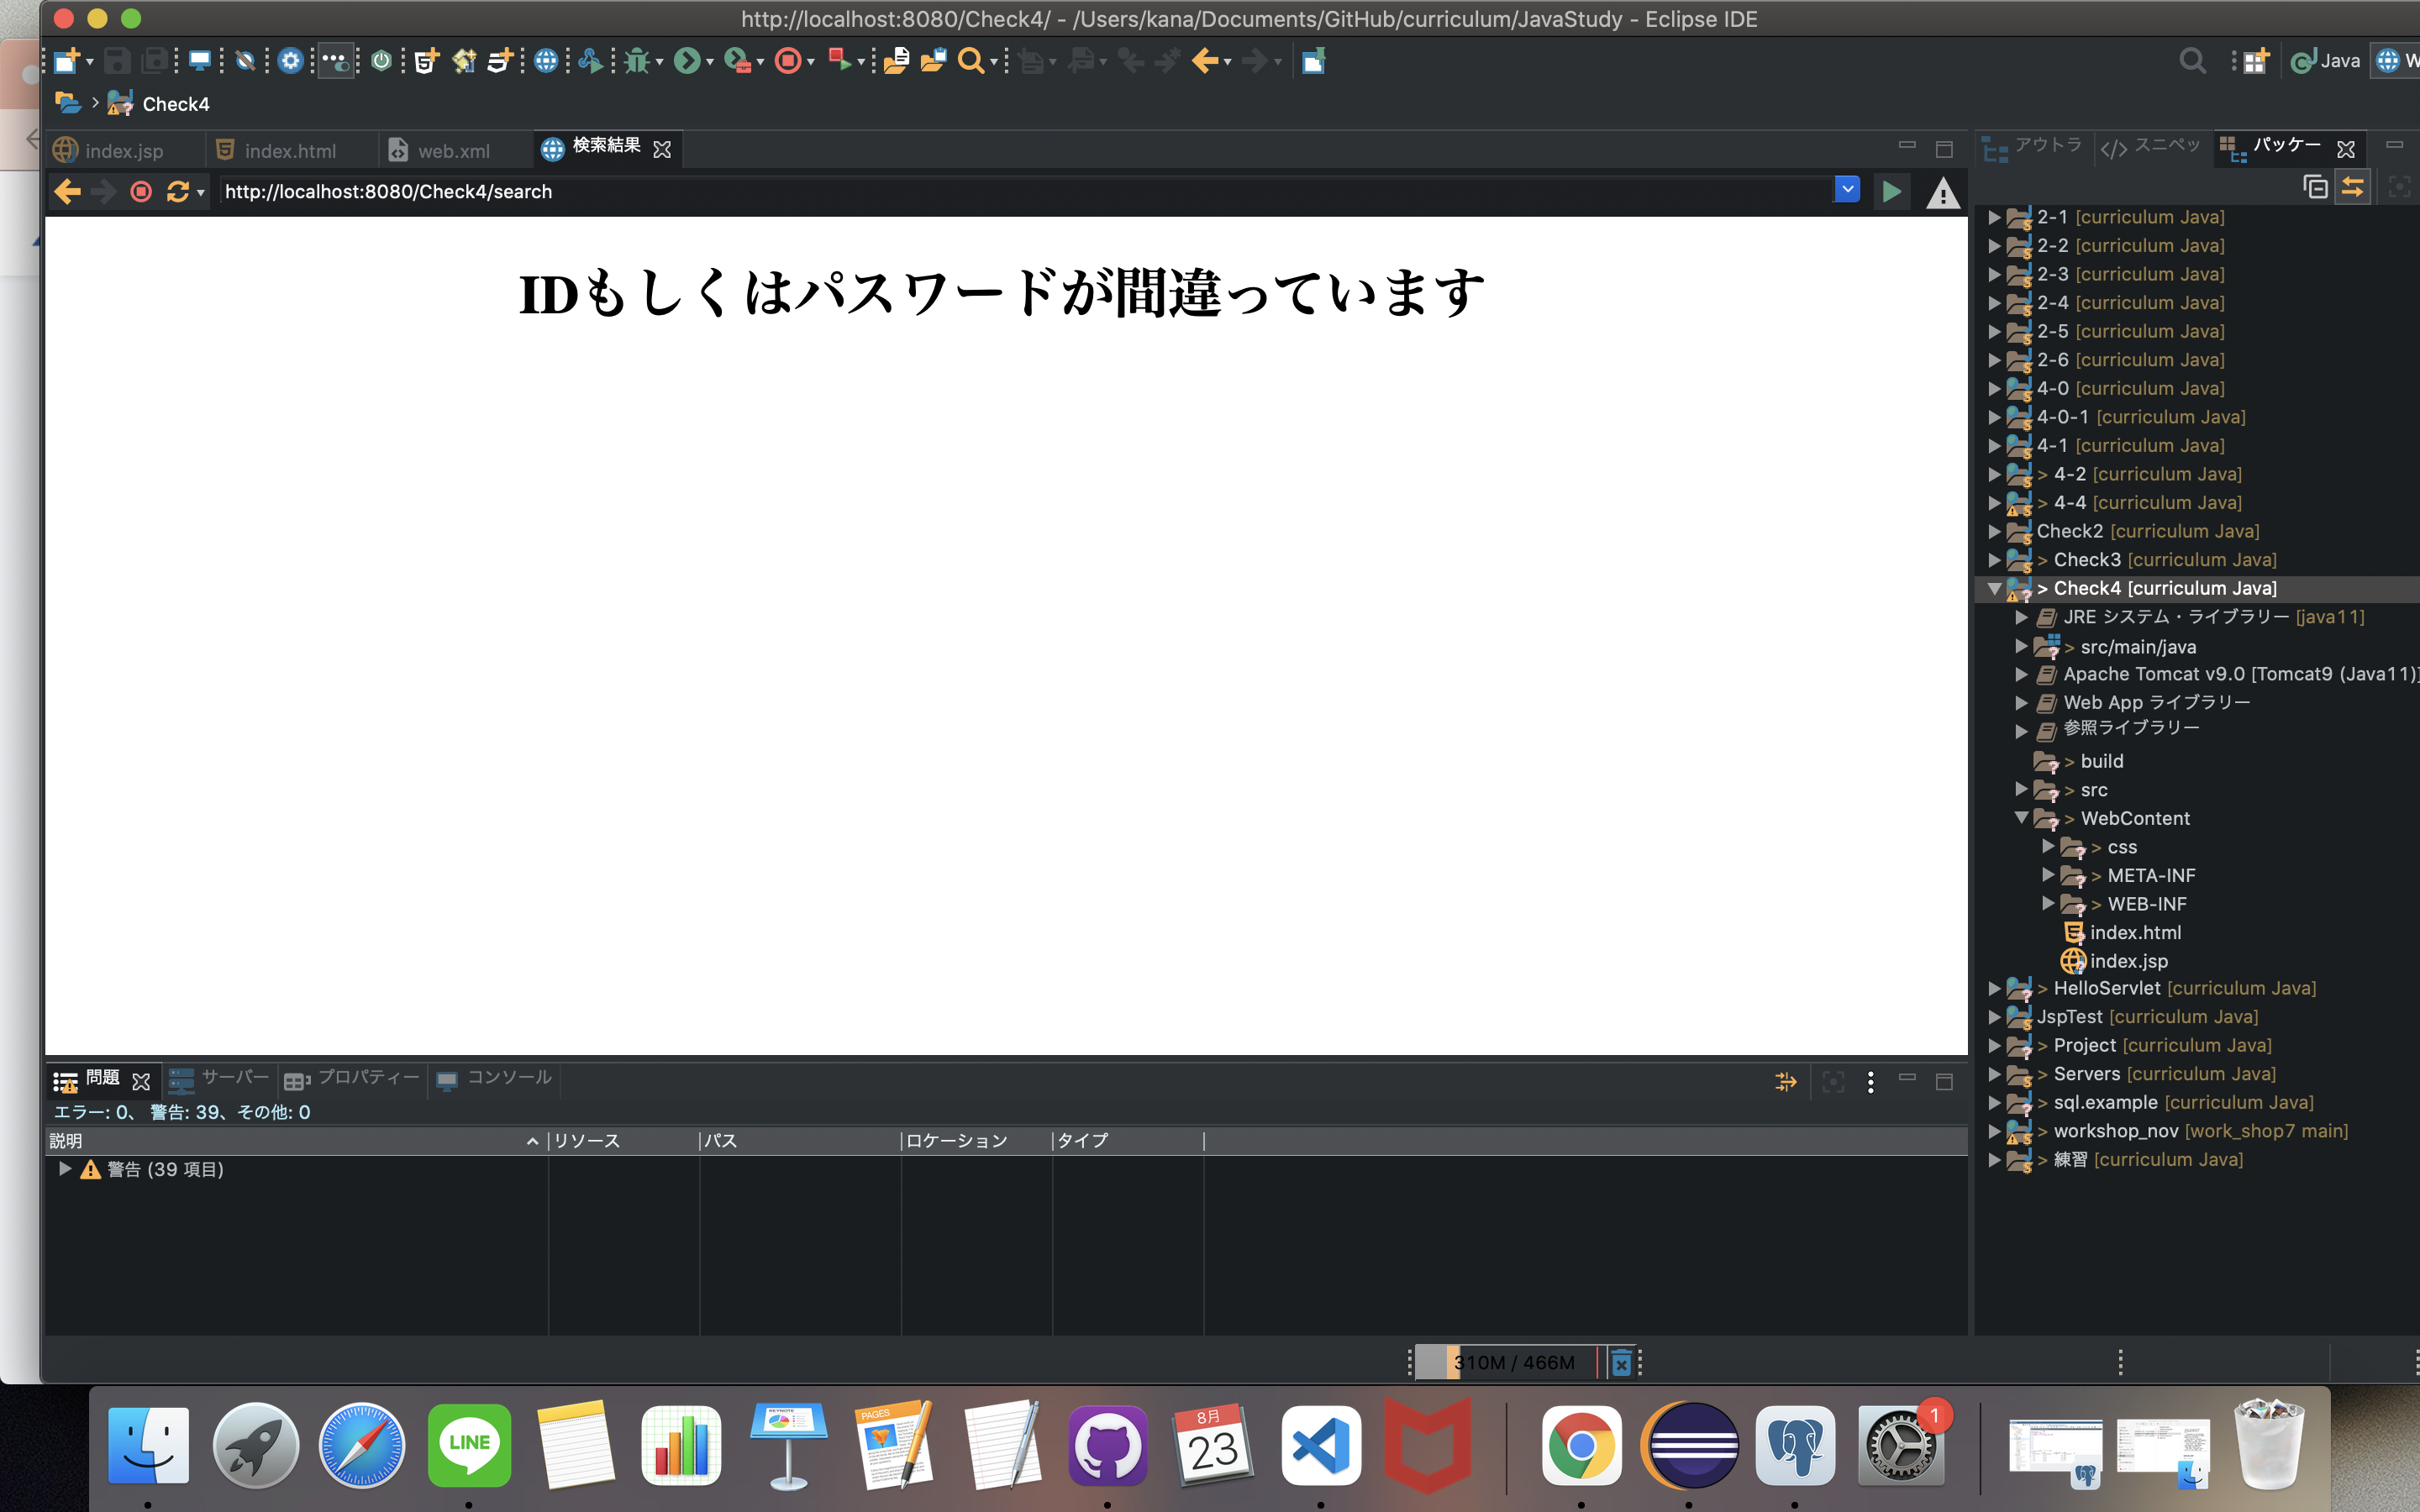 http://localhost:8080/Check4/ - /Users/kana/Documents/GitHub/curriculum/JavaStudy - Eclipse IDE
Java
W
Check4
index.jsp
index.html
web.xml
検索結果
アウトラ
スニペッ
パッケー
http://localhost:8080/Check4/search
IDもしくはパスワードが間違っています
2-1 [curriculum Java]
2-2 [curriculum Java]
2-3 [curriculum Java]
2-4 [curriculum Java]
2-5 [curriculum Java]
2-6 [curriculum Java]
4-0 [curriculum Java]
4-0-1 [curriculum Java]
4-1 [curriculum Java]
> 4-2 [curriculum Java]
> 4-4 [curriculum Java]
Check2 [curriculum Java]
> Check3 [curriculum Java]
> Check4 [curriculum Java]
JRE システム・ライブラリー [java11]
> src/main/java
Apache Tomcat v9.0 [Tomcat9 (Java11)]
Web App ライブラリー
参照ライブラリー
> build
> src
> WebContent
> css
> META-INF
> WEB-INF
index.html
index.jsp
> HelloServlet [curriculum Java]
JspTest [curriculum Java]
> Project [curriculum Java]
> Servers [curriculum Java]
> sql.example [curriculum Java]
> workshop_nov [work_shop7 main]
> 練習 [curriculum Java]
問題
サーバー
プロパティー
コンソール
エラー: 0、 警告: 39、その他: 0
説明
リソース
パス
ロケーション
タイプ
警告 (39 項目)
310M / 466M
LINE
KEYNOTE
PAGES
8月
23
1